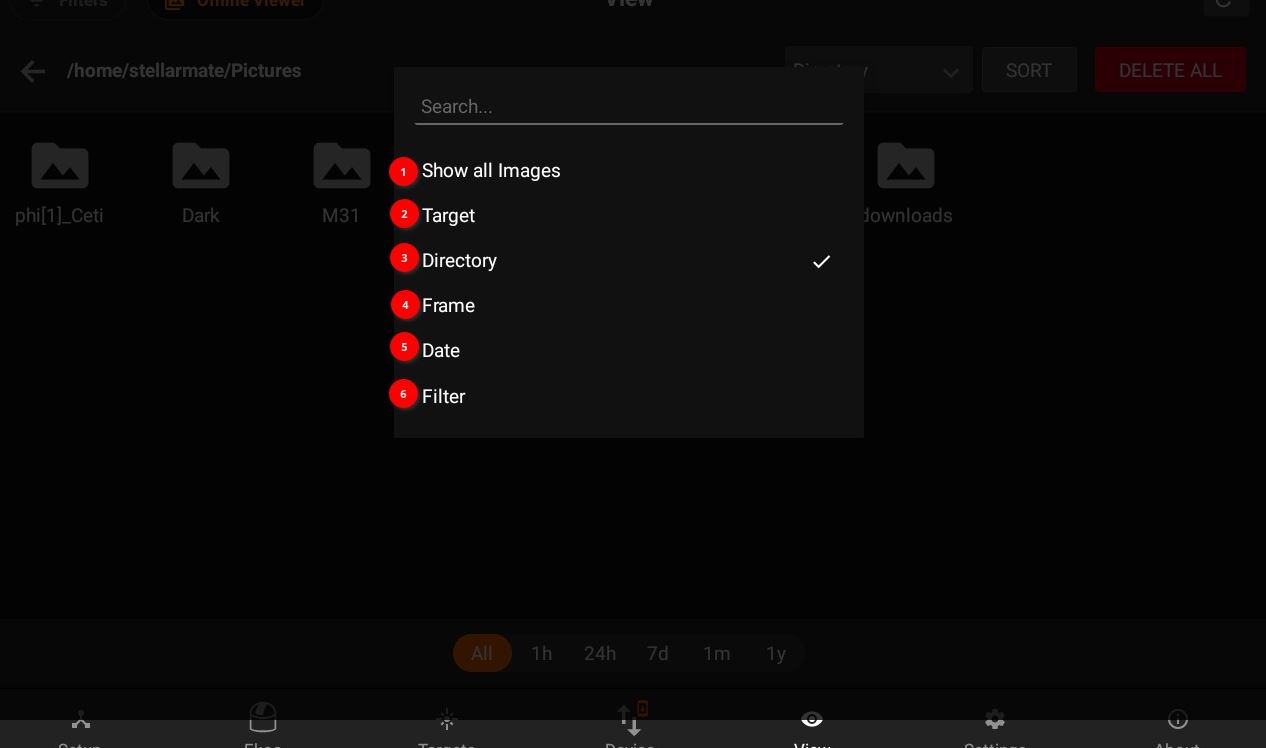 Filters
Online Viewer
View
/home/stellarmate/Pictures
Directory
SORT
DELETE ALL
Search...
1 Show all Images
2 Target
3 Directory
4 Frame
5 Date
6 Filter
phi[1]_Ceti
Dark
M31
downloads
All
1h
24h
7d
1m
1y
Setup
Ekos
Targets
Device
View
Settings
About